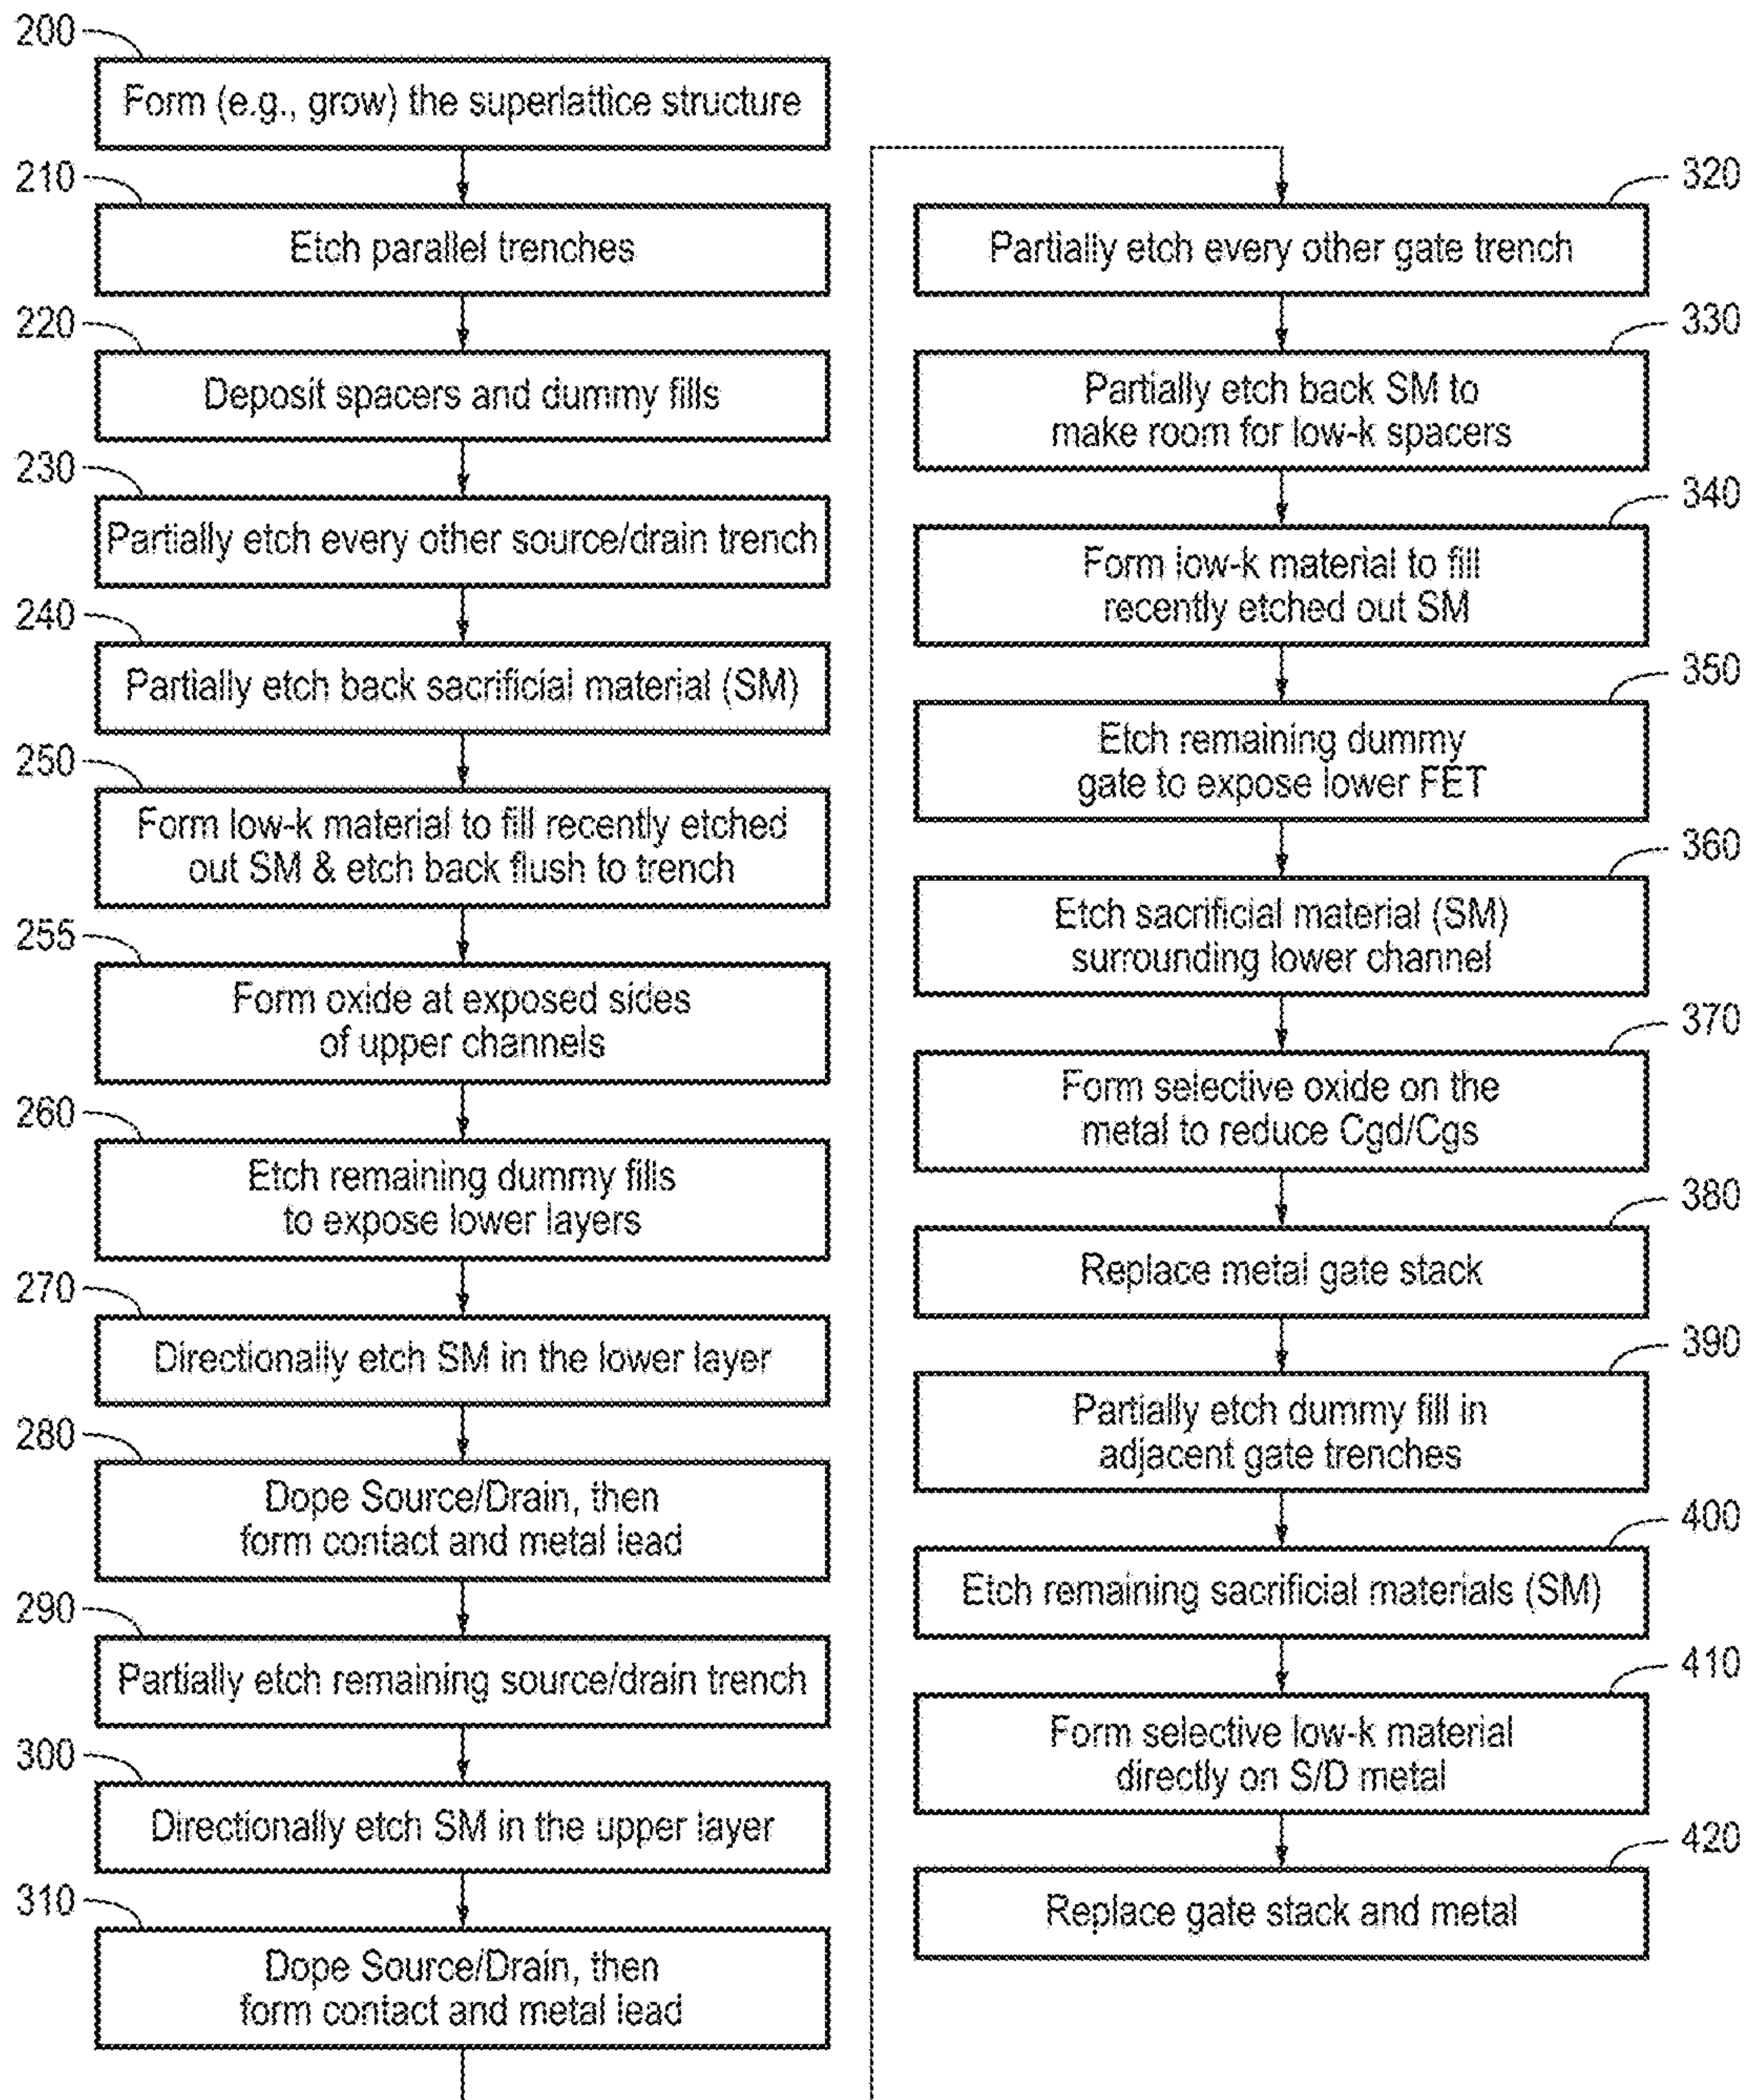 200
Form (e.g., grow) the superlattice structure
210
Etch parallel trenches
220
Deposit spacers and dummy fills
230
Partially etch every other source/drain trench
240
Partially etch back sacrificial material (SM)
250
Form low-k material to fill recently etched
out SM & etch back flush to trench
255
Form oxide at exposed sides
of upper channels
260
Etch remaining dummy fills
to expose lower layers
270
Directionally etch SM in the lower layer
280
Dope Source/Drain, then
form contact and metal lead
290
Partially etch remaining source/drain trench
300
Directionally etch SM in the upper layer
310
Dope Source/Drain, then
form contact and metal lead
320
Partially etch every other gate trench
330
Partially etch back SM to
make room for low-k spacers
340
Form low-k material to fill
recently etched out SM
350
Etch remaining dummy
gate to expose lower FET
360
Etch sacrificial material (SM)
surrounding lower channel
370
Form selective oxide on the
metal to reduce Cgd/Cgs
380
Replace metal gate stack
390
Partially etch dummy fill in
adjacent gate trenches
400
Etch remaining sacrificial materials (SM)
410
Form selective low-k material
directly on S/D metal
420
Replace gate stack and metal